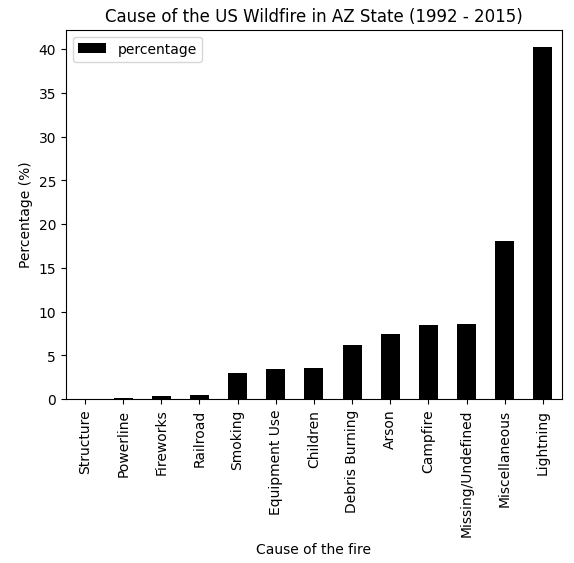 Cause of the US Wildfire in AZ State (1992 - 2015)
percentage
Percentage (%)
40
35
30
25
20
15
10
5
0
Structure
Powerline
Fireworks
Railroad
Smoking
Equipment Use
Children
Debris Burning
Arson
Campfire
Missing/Undefined
Miscellaneous
Lightning
Cause of the fire